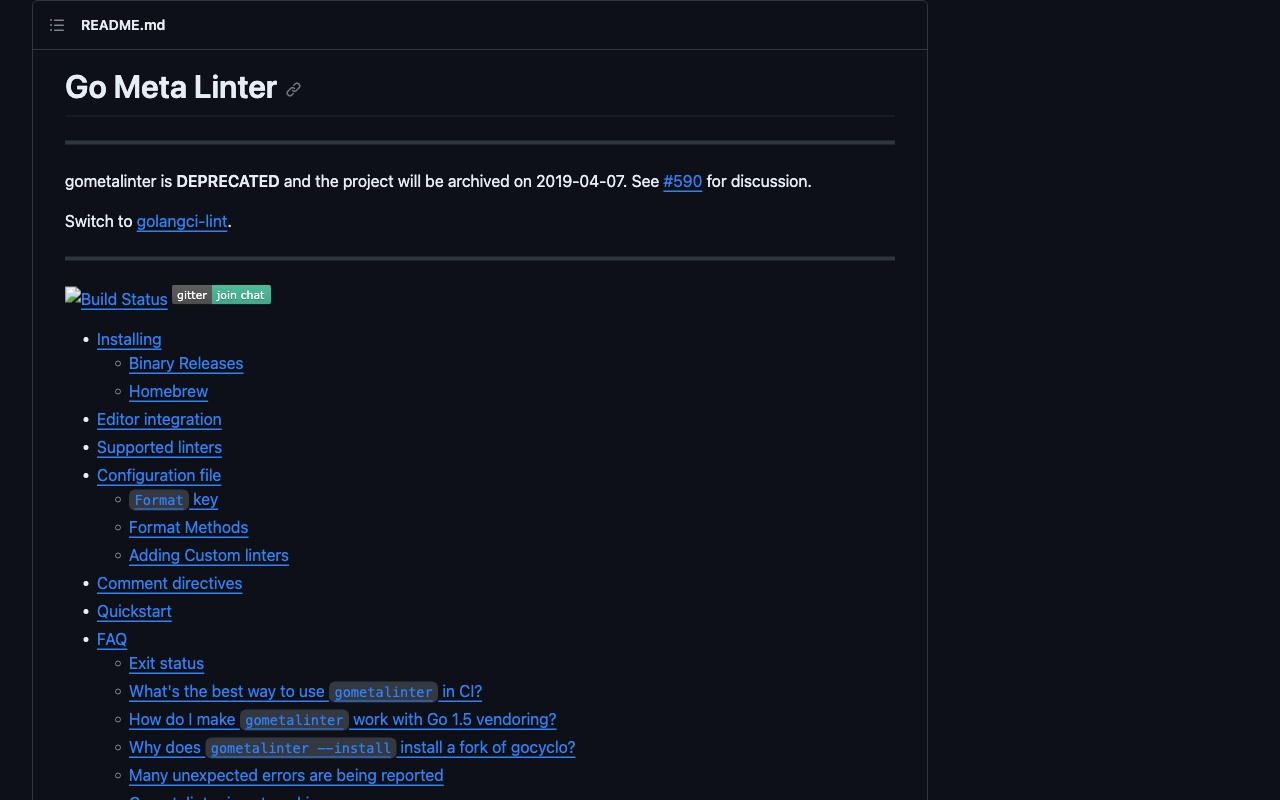 README.md
Go Meta Linter
gometalinter is DEPRECATED and the project will be archived on 2019-04-07. See #590 for discussion.
Switch to golangci-lint.
Build Status gitter join chat
Installing
Binary Releases
Homebrew
Editor integration
Supported linters
Configuration file
Format key
Format Methods
Adding Custom linters
Comment directives
Quickstart
FAQ
Exit status
What's the best way to use gometalinter in CI?
How do I make gometalinter work with Go 1.5 vendoring?
Why does gometalinter --install install a fork of gocyclo?
Many unexpected errors are being reported